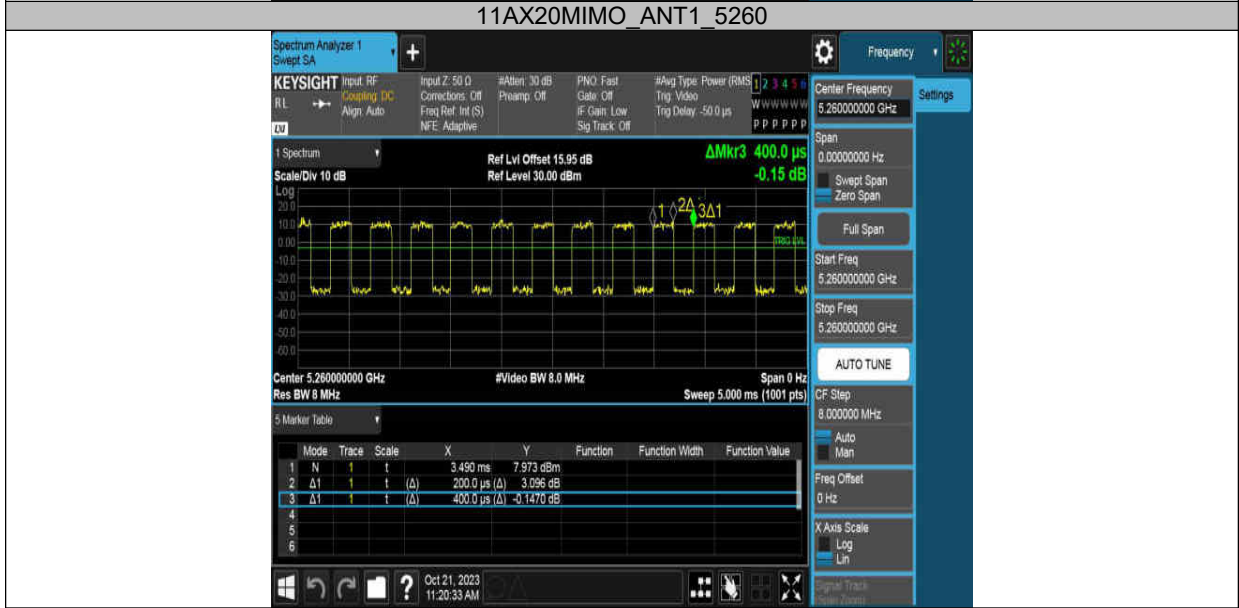 11AX20MIMO_ANT1_5260
Spectrum Analyzer 1
Swept SA
+
Frequency
KEYSIGHT
RL
LXI
Input: RF
Coupling: DC
Align: Auto
Input Z: 50 Ω
Corrections: Off
Freq Ref: Int (S)
NFE: Adaptive
#Atten: 30 dB
Preamp: Off
PNO: Fast
Gate: Off
IF Gain: Low
Sig Track: Off
#Avg Type: Power (RMS
Trig: Video
Trig Delay: -50.0 µs
1 2 3 4 5 6
W W W W W W
P P P P P P
1 Spectrum
Scale/Div 10 dB
Ref Lvl Offset 15.95 dB
Ref Level 30.00 dBm
ΔMkr3 400.0 µs
-0.15 dB
Log
20.0
10.0
0.00
-10.0
-20.0
-30.0
-40.0
-50.0
-60.0
1 2Δ 3Δ1
TRIG LVL
Center 5.260000000 GHz
Res BW 8 MHz
#Video BW 8.0 MHz
Span 0 Hz
Sweep 5.000 ms (1001 pts)
5 Marker Table
Mode Trace Scale X Y Function Function Width Function Value
1 N 1 t 3.490 ms 7.973 dBm
2 Δ1 1 t (Δ) 200.0 µs (Δ) 3.096 dB
3 Δ1 1 t (Δ) 400.0 µs (Δ) -0.1470 dB
4
5
6
?
Oct 21, 2023
11:20:33 AM
Center Frequency
5.260000000 GHz
Settings
Span
0.00000000 Hz
Swept Span
Zero Span
Full Span
Start Freq
5.260000000 GHz
Stop Freq
5.260000000 GHz
AUTO TUNE
CF Step
8.000000 MHz
Auto
Man
Freq Offset
0 Hz
X Axis Scale
Log
Lin
Signal Track
(Span Zoom)